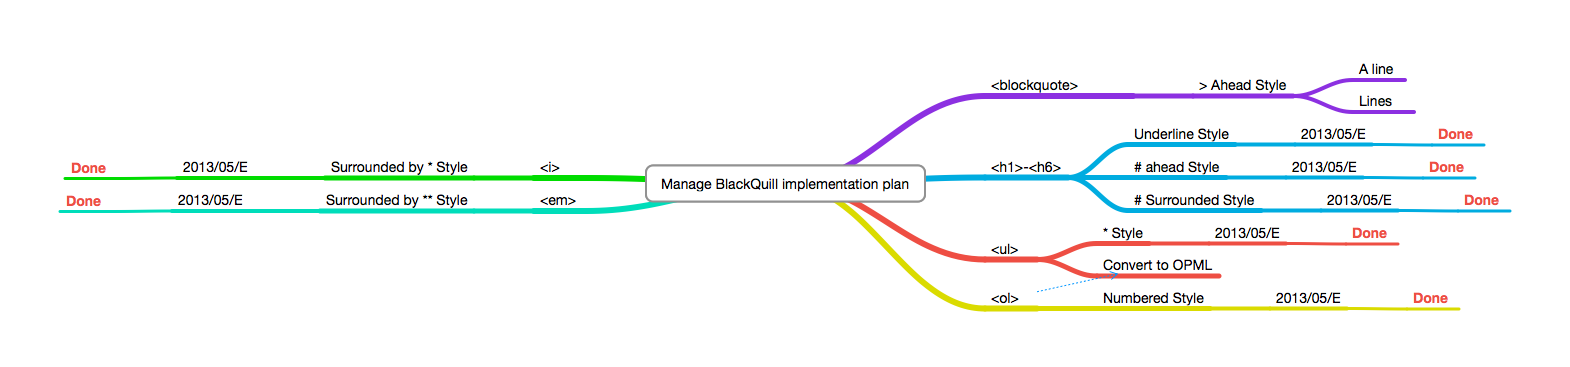 Manage BlackQuill implementation plan
<blockquote> > Ahead Style
A line
Lines
<h1>-<h6>
Underline Style 2013/05/E Done
# ahead Style 2013/05/E Done
# Surrounded Style 2013/05/E Done
<ul>
* Style 2013/05/E Done
Convert to OPML
<ol> Numbered Style 2013/05/E Done
Done 2013/05/E Surrounded by * Style <i>
Done 2013/05/E Surrounded by ** Style <em>